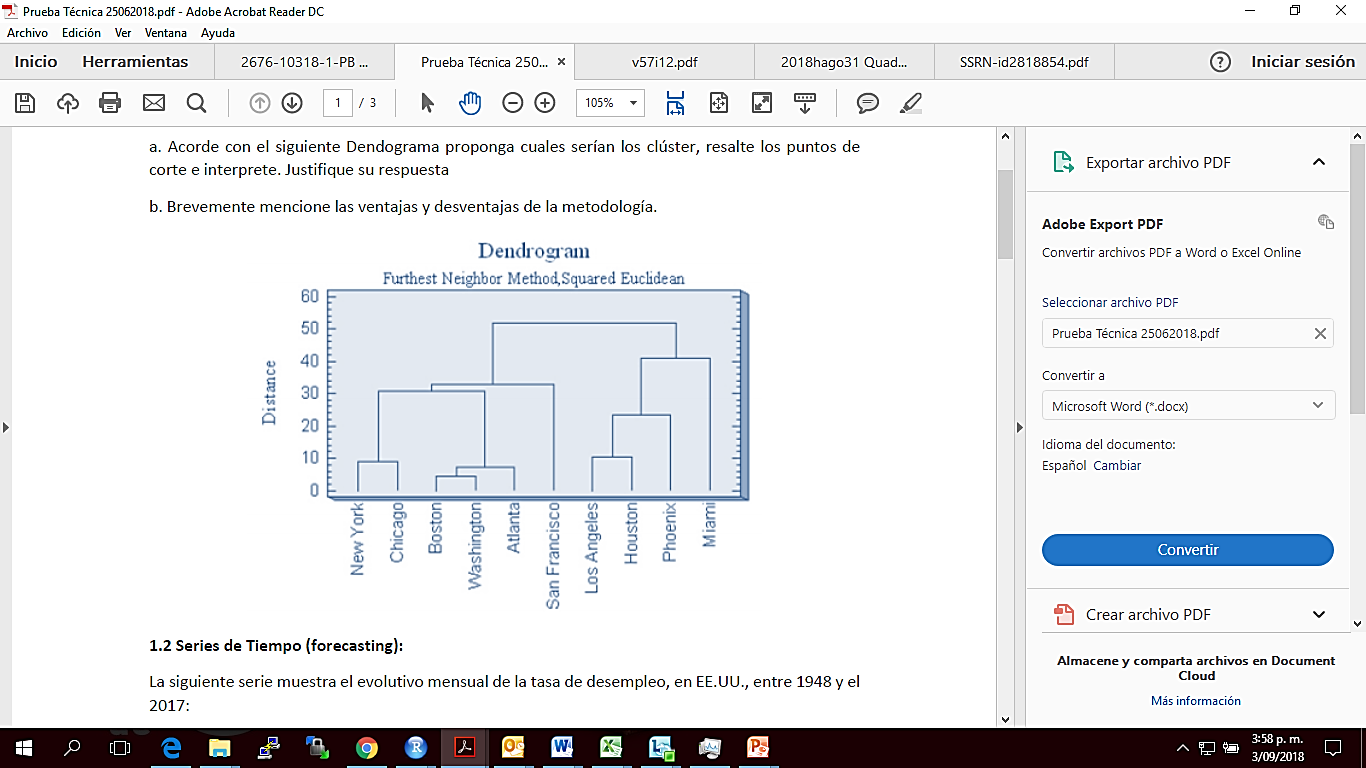 Prueba Técnica 25062018.pdf - Adobe Acrobat Reader DC
Archivo Edición Ver Ventana Ayuda
Inicio Herramientas 2676-10318-1-PB ... Prueba Técnica 250... × v57i12.pdf 2018hago31 Quad... SSRN-id2818854.pdf ? Iniciar sesión
1 / 3 105%
a. Acorde con el siguiente Dendograma proponga cuales serían los clúster, resalte los puntos de
corte e interprete. Justifique su respuesta
b. Brevemente mencione las ventajas y desventajas de la metodología.
Dendrogram
Furthest Neighbor Method,Squared Euclidean
Distance
60
50
40
30
20
10
0
New York
Chicago
Boston
Washington
Atlanta
San Francisco
Los Angeles
Houston
Phoenix
Miami
1.2 Series de Tiempo (forecasting):
La siguiente serie muestra el evolutivo mensual de la tasa de desempleo, en EE.UU., entre 1948 y el
2017:
Exportar archivo PDF
Adobe Export PDF
Convertir archivos PDF a Word o Excel Online
Seleccionar archivo PDF
Prueba Técnica 25062018.pdf
Convertir a
Microsoft Word (*.docx)
Idioma del documento:
Español Cambiar
Convertir
Crear archivo PDF
Almacene y comparta archivos en Document
Cloud
Más información
3:58 p. m.
3/09/2018